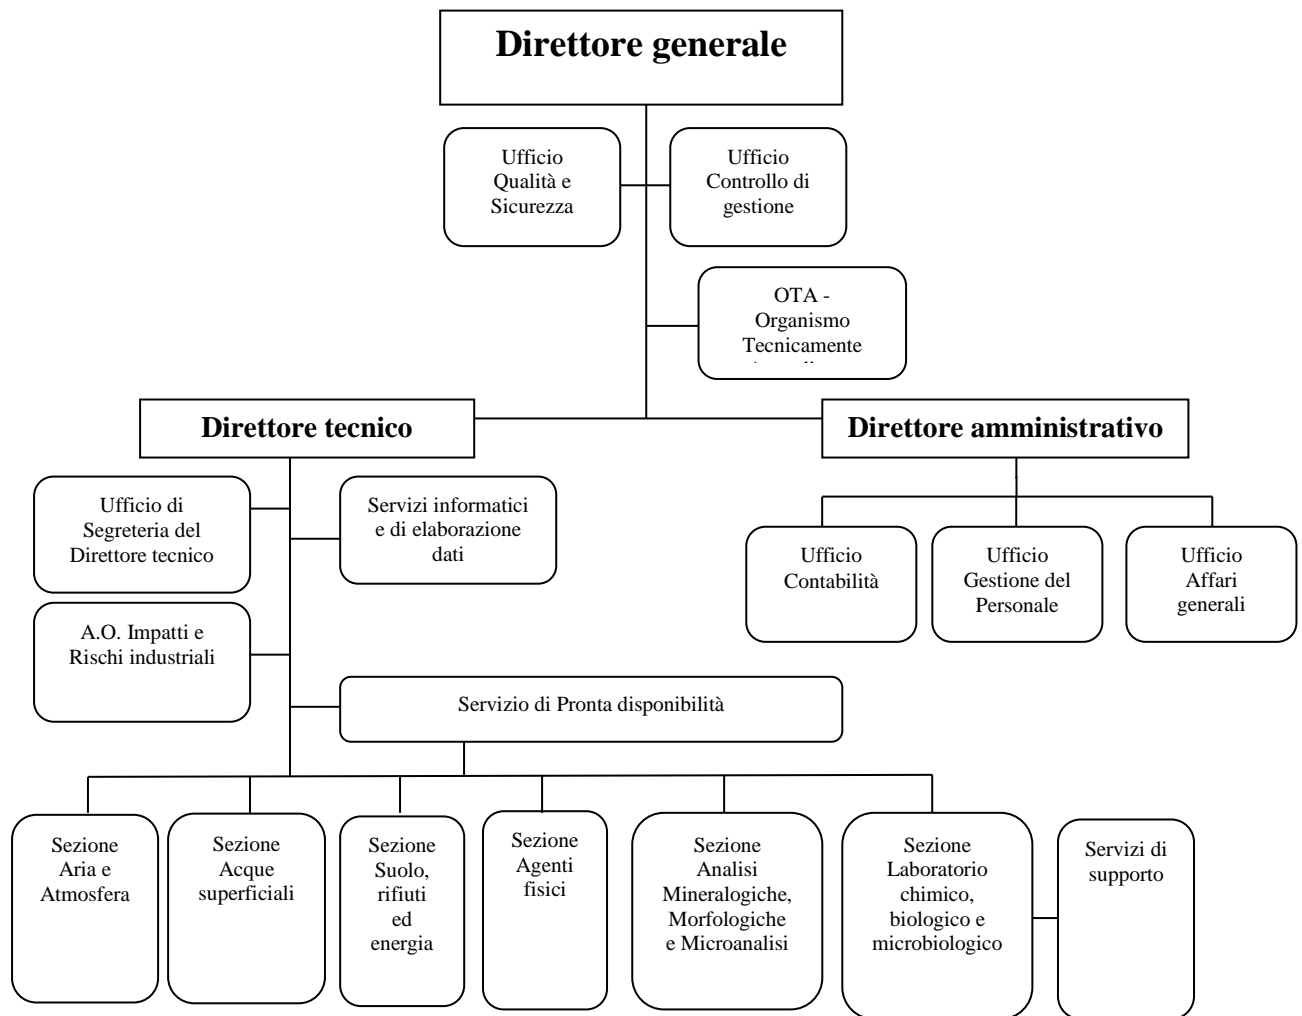 Direttore generale
Ufficio
Qualità e
Sicurezza
Ufficio
Controllo di
gestione
OTA -
Organismo
Tecnicamente
Direttore tecnico
Direttore amministrativo
Ufficio di
Segreteria del
Direttore tecnico
Servizi informatici
e di elaborazione
dati
Ufficio
Contabilità
Ufficio
Gestione del
Personale
Ufficio
Affari
generali
A.O. Impatti e
Rischi industriali
Servizio di Pronta disponibilità
Sezione
Aria e
Atmosfera
Sezione
Acque
superficiali
Sezione
Suolo,
rifiuti
ed
energia
Sezione
Agenti
fisici
Sezione
Analisi
Mineralogiche,
Morfologiche
e Microanalisi
Sezione
Laboratorio
chimico,
biologico e
microbiologico
Servizi di
supporto